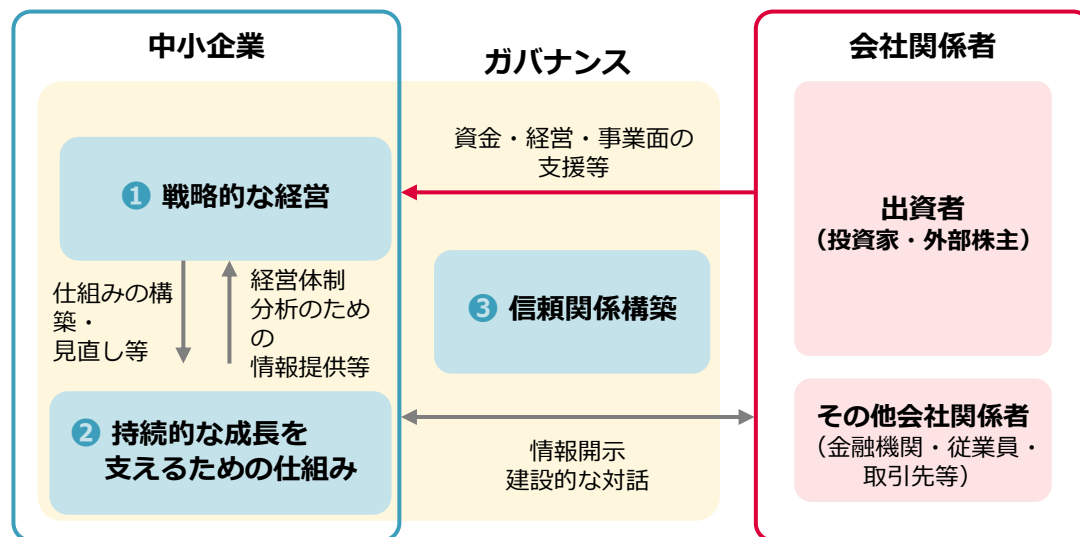 中小企業
ガバナンス
会社関係者
資金・経営・事業面の
支援等
❶ 戦略的な経営
出資者
（投資家・外部株主）
仕組みの構
築・
見直し等
経営体制
分析のため
の
情報提供等
❸ 信頼関係構築
❷ 持続的な成長を
支えるための仕組み
情報開示
建設的な対話
その他会社関係者
（金融機関・従業員・
取引先等）